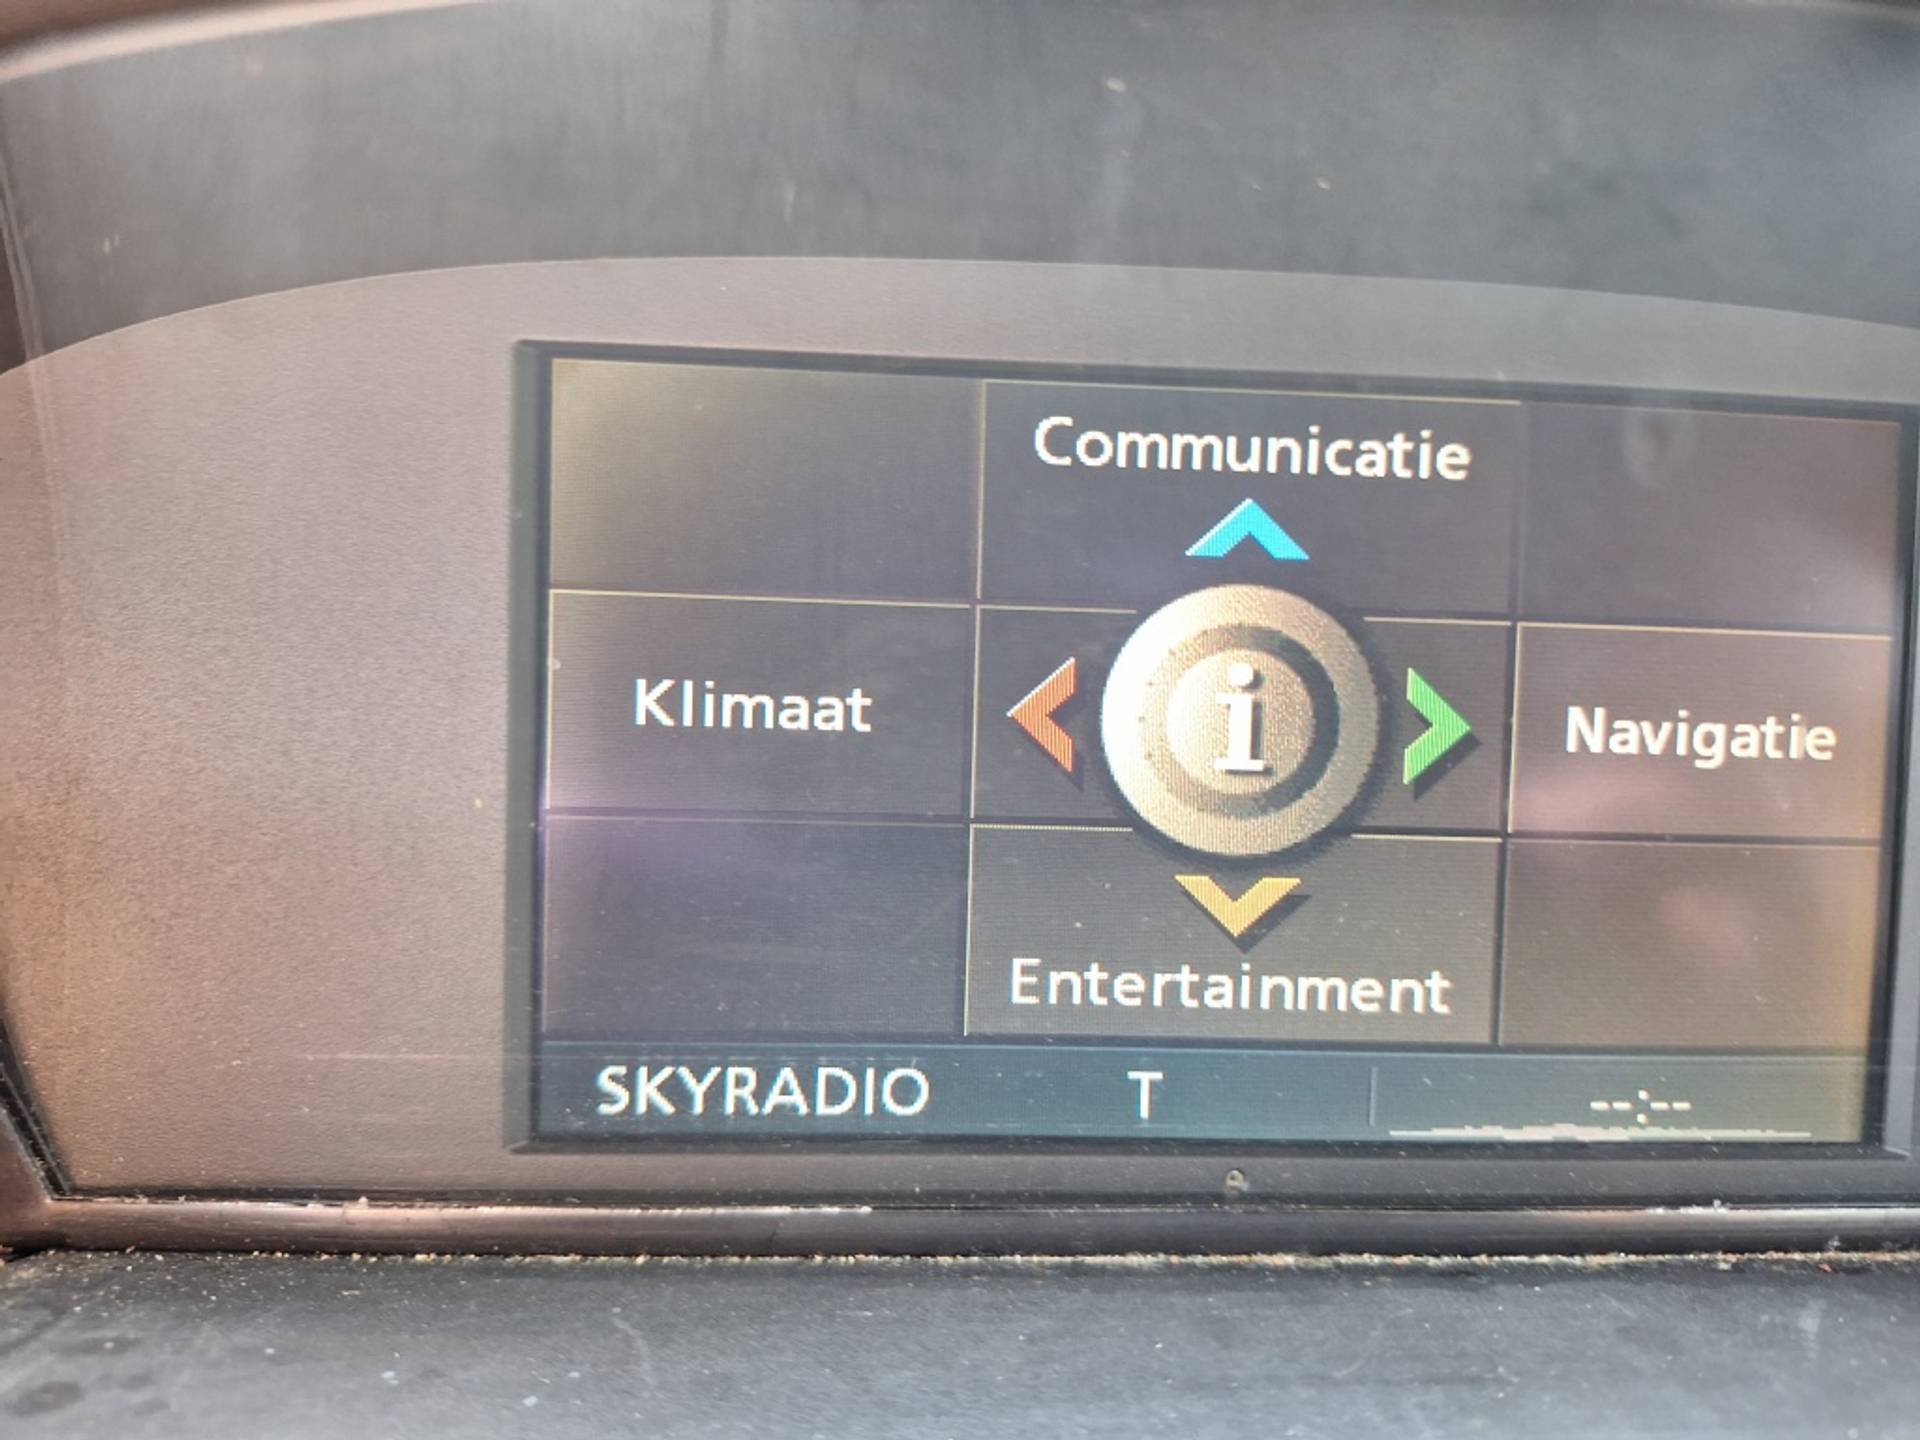 Communicatie
Klimaat
i
Navigatie
Entertainment
SKYRADIO T --:--